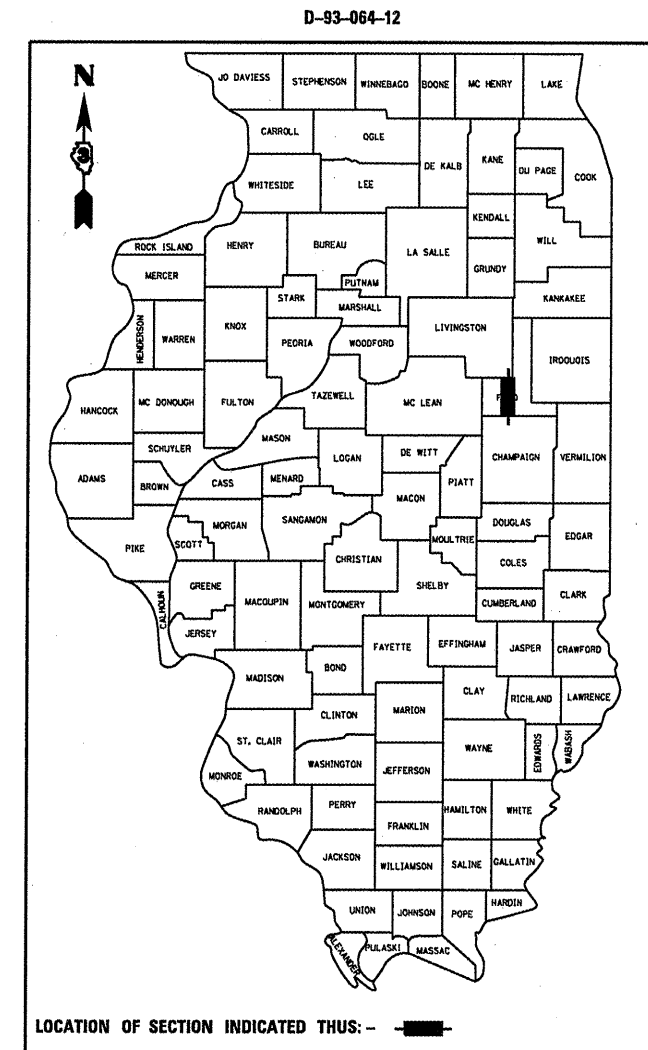 D-93-064-12
N
JO DAVIESS STEPHENSON WINNEBAGO BOONE MC HENRY LAKE
CARROLL OGLE
DE KALB KANE
DU PAGE COOK
WHITESIDE LEE
KENDALL
WILL
ROCK ISLAND HENRY BUREAU LA SALLE
GRUNDY
MERCER
PUTNAM
STARK MARSHALL KANKAKEE
HENDERSON WARREN KNOX LIVINGSTON
PEORIA WOODFORD IROQUOIS
TAZEWELL MC LEAN
HANCOCK MC DONOUGH FULTON
MASON
SCHUYLER LOGAN DE WITT CHAMPAIGN VERMILION
ADAMS BROWN CASS MENARD PIATT
MACON
MORGAN SANGAMON DOUGLAS
PIKE SCOTT CHRISTIAN MOULTRIE EDGAR
COLES
CALHOUN GREENE MACOUPIN MONTGOMERY SHELBY CUMBERLAND CLARK
JERSEY FAYETTE EFFINGHAM JASPER CRAWFORD
MADISON BOND
CLAY RICHLAND LAWRENCE
CLINTON MARION
ST. CLAIR WAYNE EDWARDS WABASH
WASHINGTON JEFFERSON
MONROE
RANDOLPH PERRY HAMILTON WHITE
FRANKLIN
JACKSON WILLIAMSON SALINE GALLATIN
HARDIN
UNION JOHNSON POPE
ALEXANDER PULASKI MASSAC
LOCATION OF SECTION INDICATED THUS:-